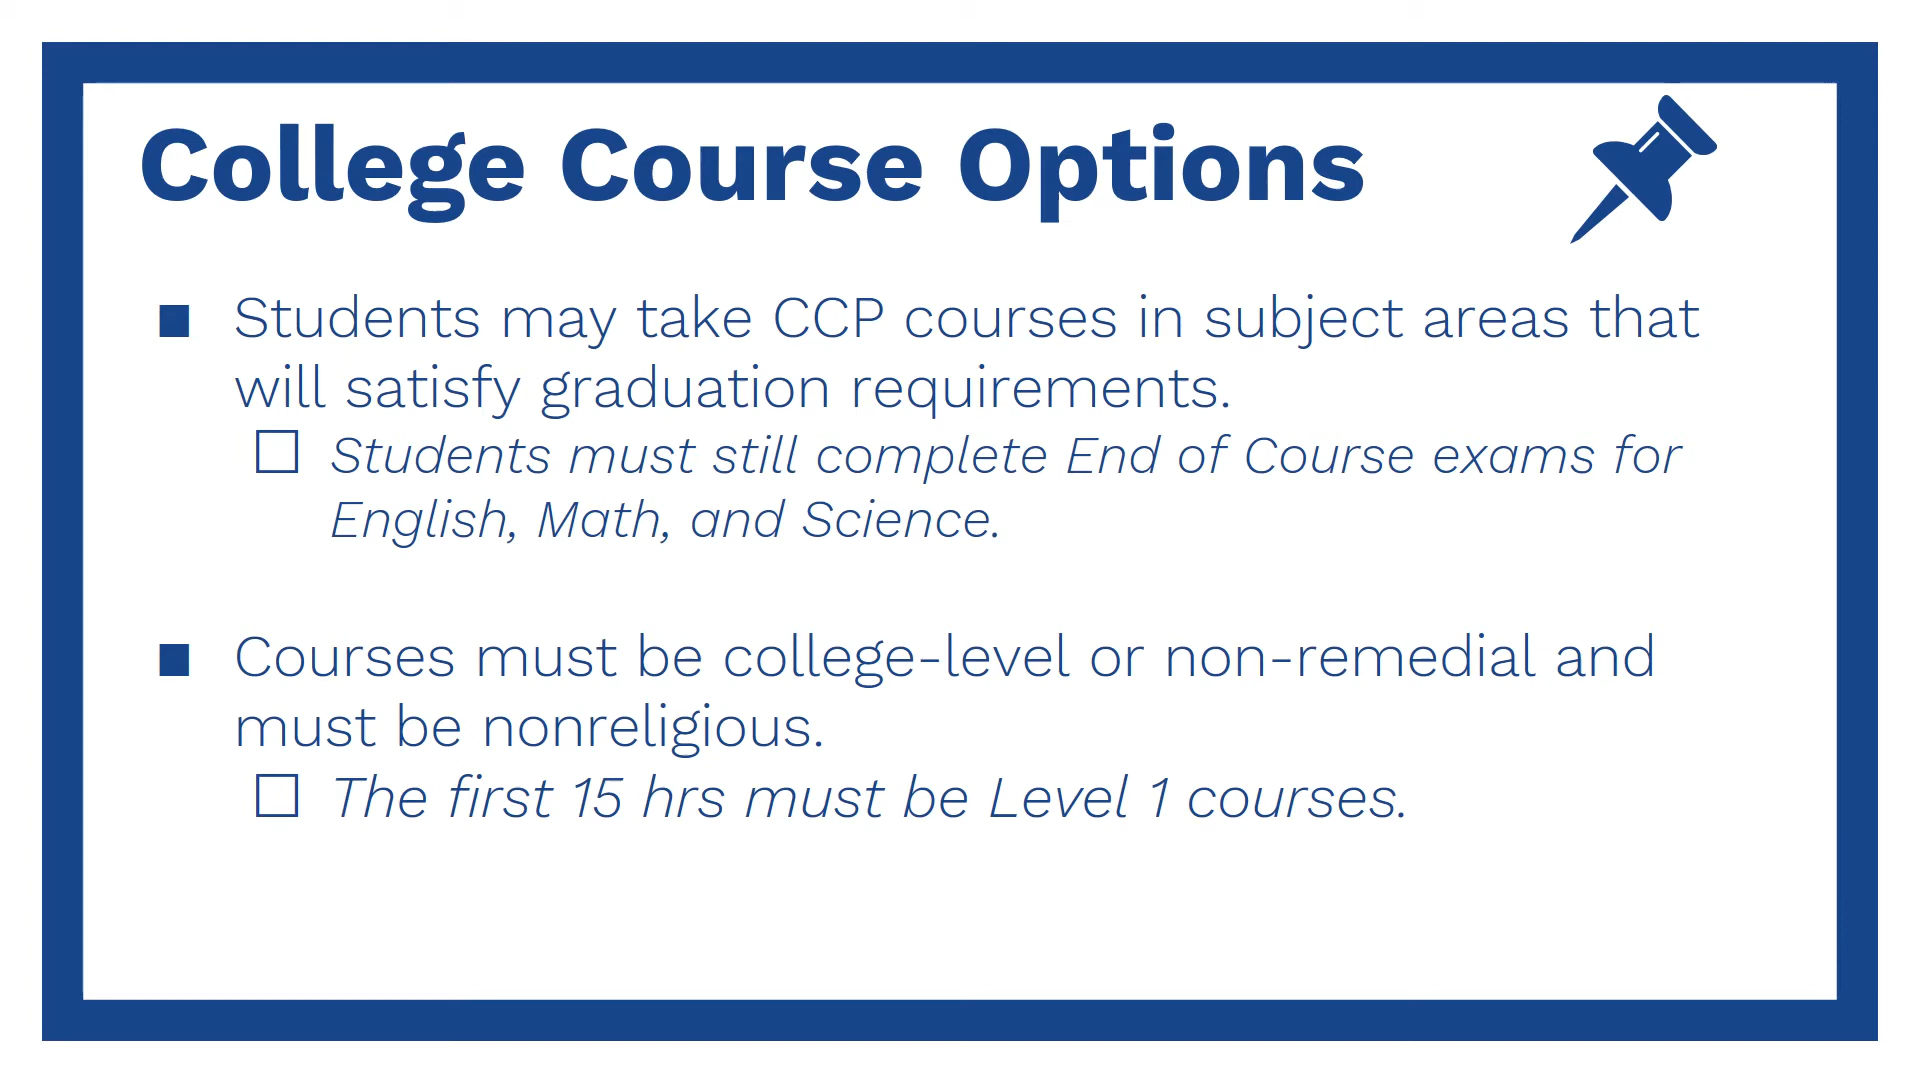 College Course Options
■ Students may take CCP courses in subject areas that
will satisfy graduation requirements.
□ Students must still complete End of Course exams for
English, Math, and Science.
■ Courses must be college-level or non-remedial and
must be nonreligious.
□ The first 15 hrs must be Level 1 courses.